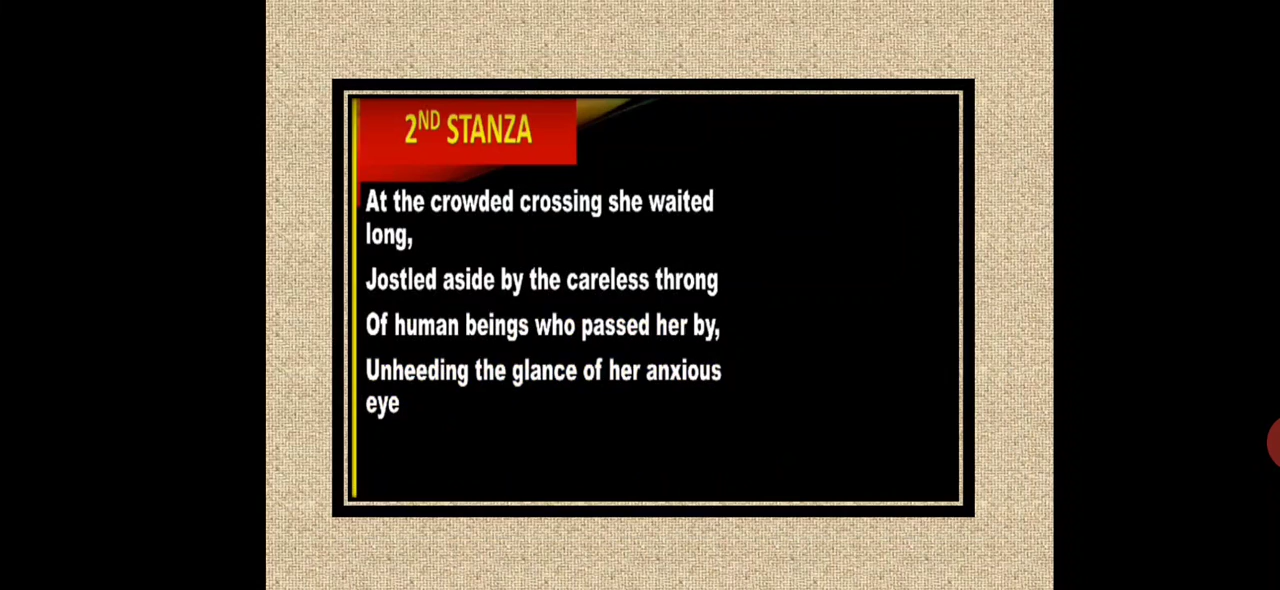 2ND STANZA
At the crowded crossing she waited
long,
Jostled aside by the careless throng
Of human beings who passed her by,
Unheeding the glance of her anxious
eye